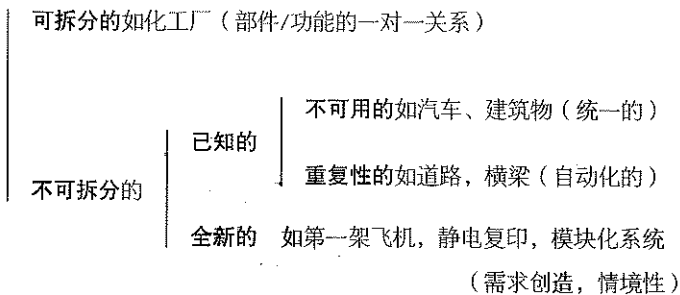 可拆分的如化工厂（部件/功能的一对一关系）
不可用的如汽车、建筑物（统一的）
已知的
重复性的如道路，横梁（自动化的）
不可拆分的
全新的 如第一架飞机，静电复印，模块化系统
（需求创造，情境性）